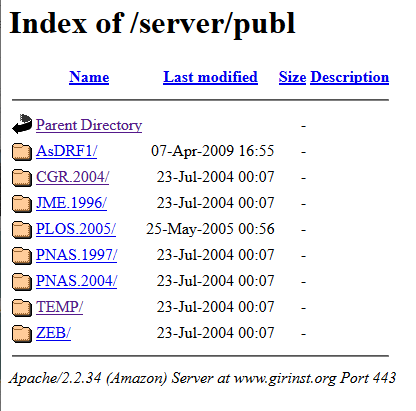 Index of /server/publ
Name Last modified Size Description
Parent Directory -
AsDRF1/ 07-Apr-2009 16:55 -
CGR.2004/ 23-Jul-2004 00:07 -
JME.1996/ 23-Jul-2004 00:07 -
PLOS.2005/ 25-May-2005 00:56 -
PNAS.1997/ 23-Jul-2004 00:07 -
PNAS.2004/ 23-Jul-2004 00:07 -
TEMP/ 23-Jul-2004 00:07 -
ZEB/ 23-Jul-2004 00:07 -
Apache/2.2.34 (Amazon) Server at www.girinst.org Port 443